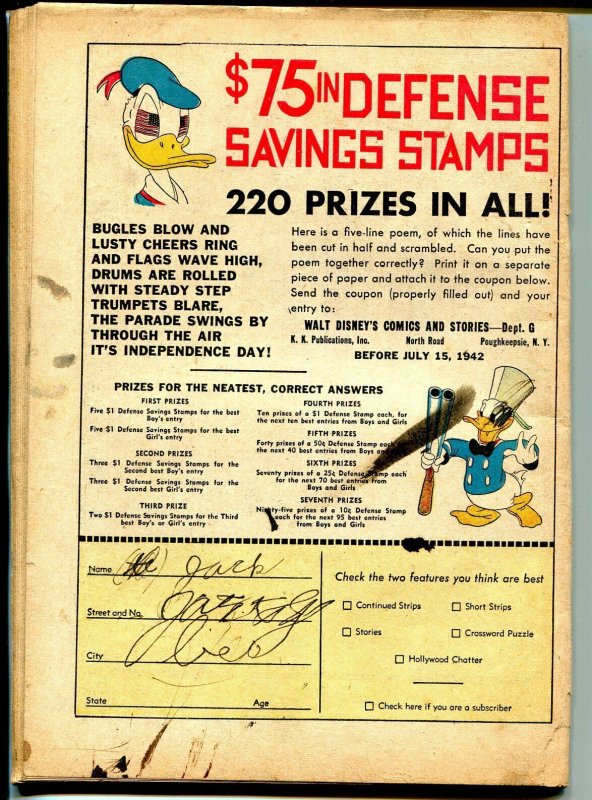 $75 IN DEFENSE
SAVINGS STAMPS
220 PRIZES IN ALL!
BUGLES BLOW AND
LUSTY CHEERS RING
AND FLAGS WAVE HIGH,
DRUMS ARE ROLLED
WITH STEADY STEP
TRUMPETS BLARE,
THE PARADE SWINGS BY
THROUGH THE AIR
IT'S INDEPENDENCE DAY!
Here is a five-line poem, of which the lines have
been cut in half and scrambled. Can you put the
poem together correctly? Print it on a separate
piece of paper and attach it to the coupon below.
Send the coupon (properly filled out) and your
entry to:
WALT DISNEY'S COMICS AND STORIES—Dept. G
K. K. Publications, Inc. North Road Poughkeepsie, N. Y.
BEFORE JULY 15, 1942
PRIZES FOR THE NEATEST, CORRECT ANSWERS
FIRST PRIZES
Five $1 Defense Savings Stamps for the best
Boy's entry
Five $1 Defense Savings Stamps for the best
Girl's entry
SECOND PRIZES
Three $1 Defense Savings Stamps for the
Second best Boy's entry
Three $1 Defense Savings Stamps for the
Second best Girl's entry
THIRD PRIZE
Two $1 Defense Savings Stamps for the Third
best Boy's or Girl's entry
FOURTH PRIZES
Ten prizes of a $1 Defense Stamp each, for
the next ten best entries from Boys and Girls
FIFTH PRIZES
Forty prizes of a 50¢ Defense Stamp each for
the next 40 best entries from Boys and Girls
SIXTH PRIZES
Seventy prizes of a 25¢ Defense Stamp each
for the next 70 best entries from
Boys and Girls
SEVENTH PRIZES
Ninety-five prizes of a 10¢ Defense Stamp
each for the next 95 best entries
from Boys and Girls
Name Jack
Street and No.
City
State Age
Check the two features you think are best
Continued Strips Short Strips
Stories Crossword Puzzle
Hollywood Chatter
Check here if you are a subscriber